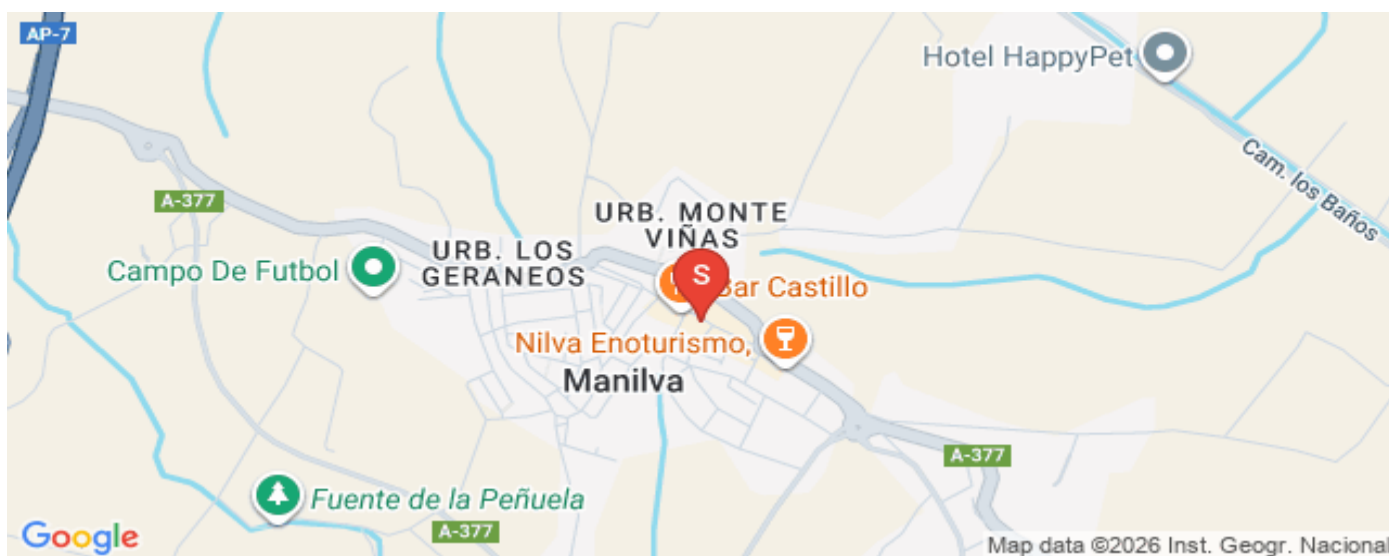 AP-7
Hotel HappyPet
Cam. los Baños
A-377
URB. MONTE
VIÑAS
URB. LOS
GERANEOS
Campo De Futbol
S
Bar Castillo
Nilva Enoturismo,
Manilva
A-377
Fuente de la Peñuela
A-377
Google
Map data ©2026 Inst. Geogr. Nacional